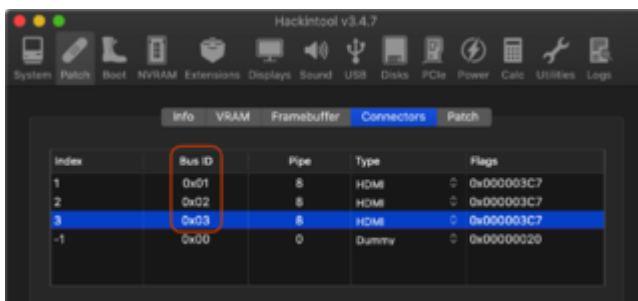 Hackintool v3.4.7
System Patch Boot NVRAM Extensions Displays Sound USB Disks PCIe Power Calc Utilities Logs
Info VRAM Framebuffer Connectors Patch
Index Bus ID Pipe Type Flags
1 0x01 8 HDMI 0x000003C7
2 0x02 8 HDMI 0x000003C7
3 0x03 8 HDMI 0x000003C7
-1 0x00 0 Dummy 0x00000020